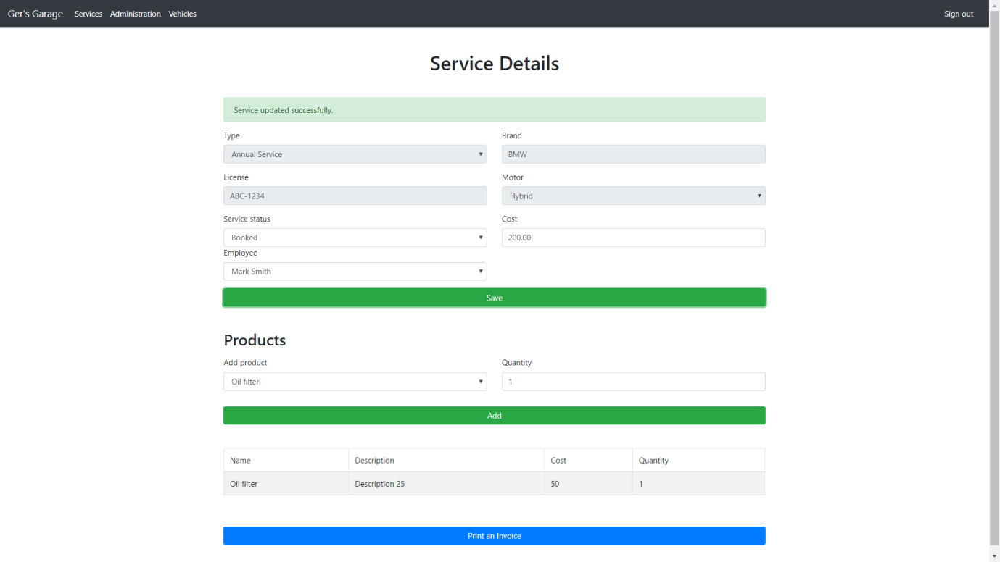 Ger's Garage Services Administration Vehicles Sign out
Service Details
Service updated successfully.
Type Brand
Annual Service BMW
License Motor
ABC-1234 Hybrid
Service status Cost
Booked 200.00
Employee
Mark Smith
Save
Products
Add product Quantity
Oil filter 1
Add
Name Description Cost Quantity
Oil filter Description 25 50 1
Print an Invoice